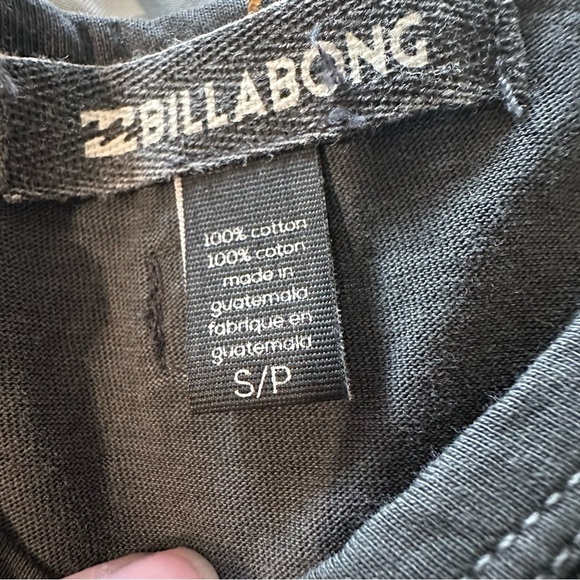 BILLABONG
100% cotton
100% coton
made in
guatemala
fabrique en
guatemala
S/P